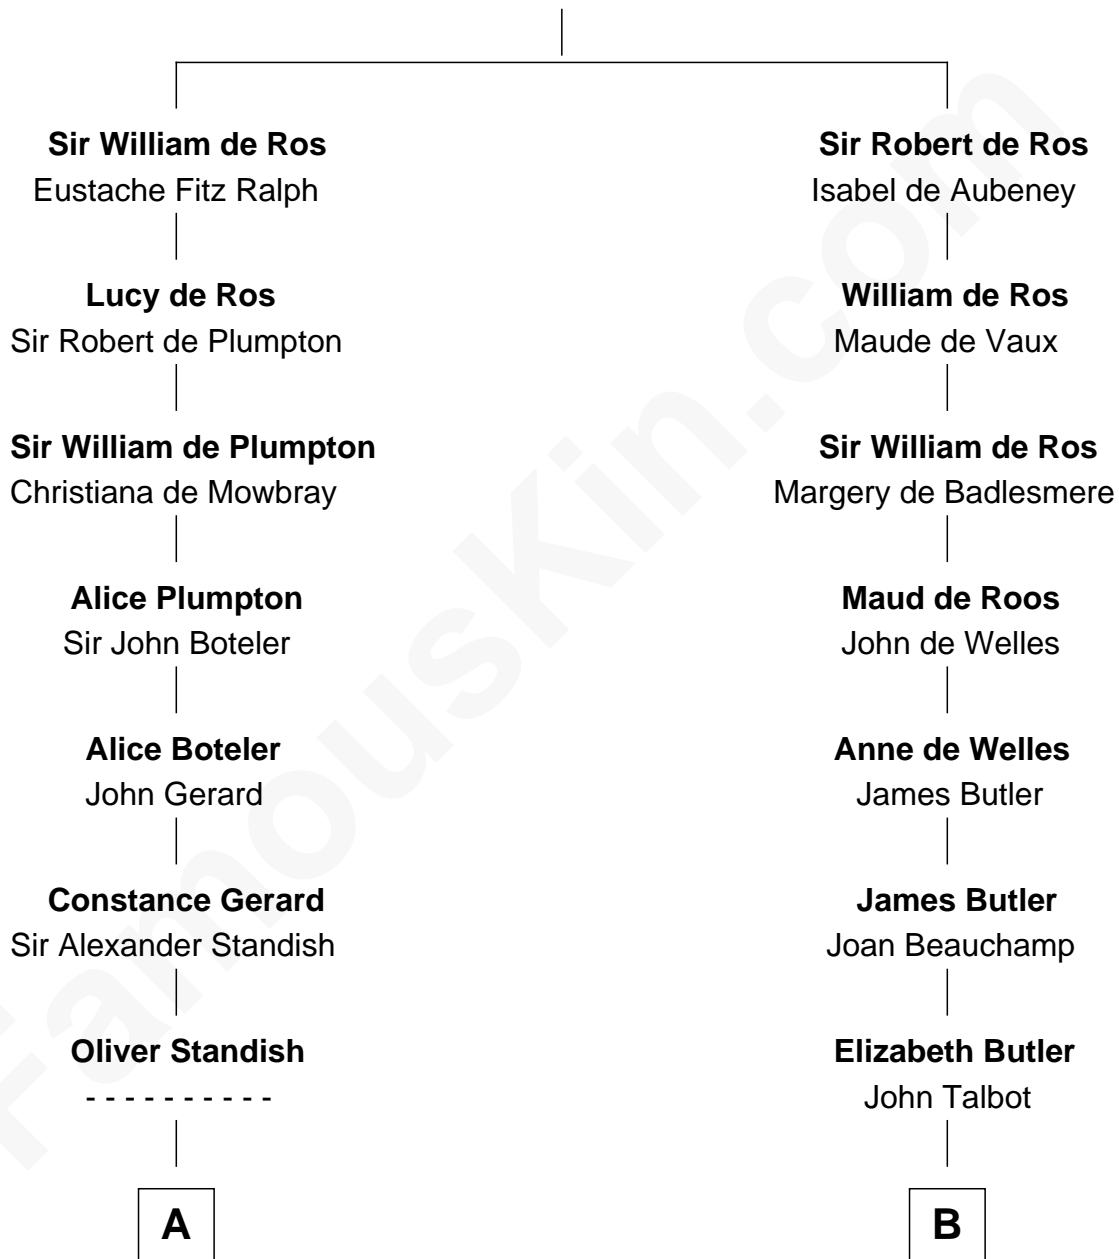 Sir William de Ros
Eustache Fitz Ralph
Lucy de Ros
Sir Robert de Plumpton
Sir William de Plumpton
Christiana de Mowbray
Alice Plumpton
Sir John Boteler
Alice Boteler
John Gerard
Constance Gerard
Sir Alexander Standish
Oliver Standish
- - - - - - - - - -
A
Sir Robert de Ros
Isabel de Aubeney
William de Ros
Maude de Vaux
Sir William de Ros
Margery de Badlesmere
Maud de Roos
John de Welles
Anne de Welles
James Butler
James Butler
Joan Beauchamp
Elizabeth Butler
John Talbot
B
FamousKin.com